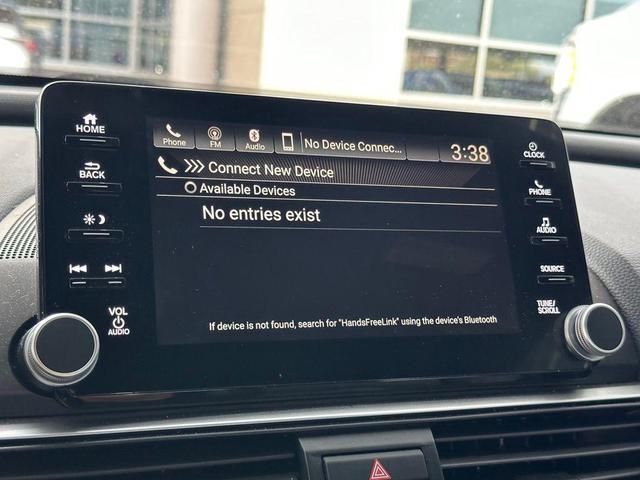 HOME
BACK
VOL
AUDIO
Phone
FM
Audio
No Device Connec...
3:38
Connect New Device
Available Devices
No entries exist
If device is not found, search for "HandsFreeLink" using the device's Bluetooth
CLOCK
PHONE
AUDIO
SOURCE
TUNE/
SCROLL